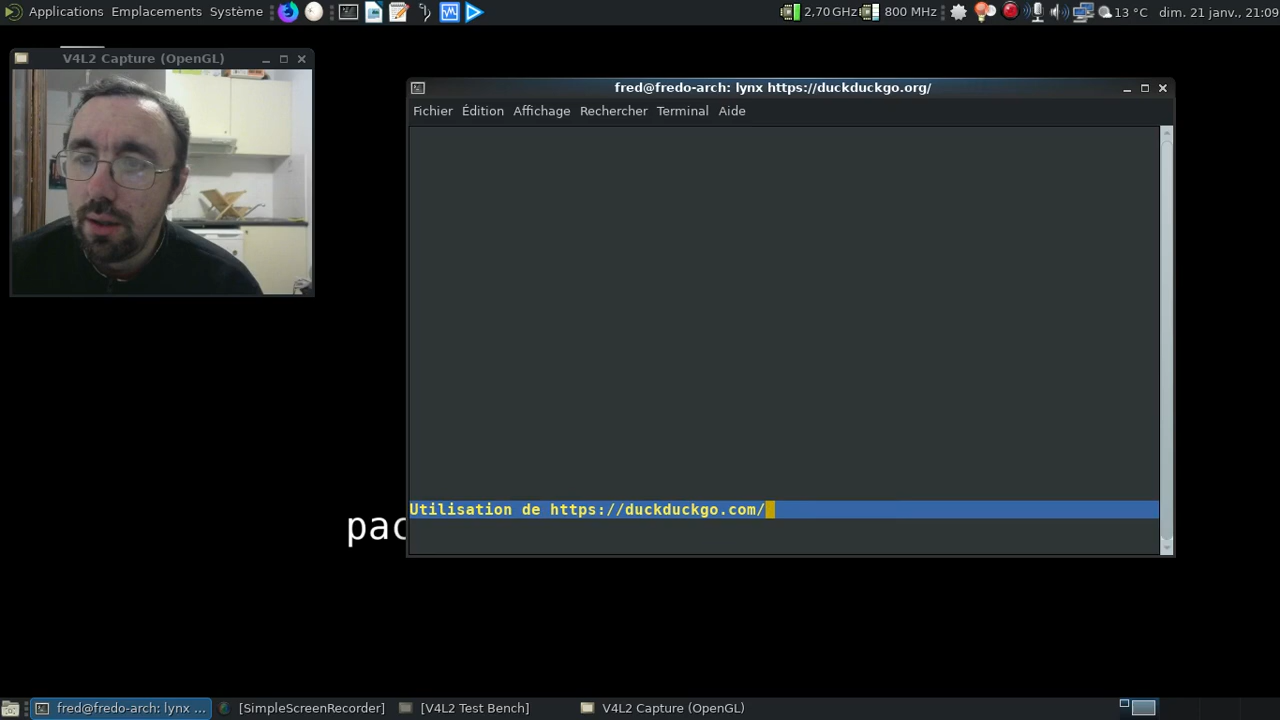 Applications Emplacements Système 2,70GHz 800 MHz 13 °C dim. 21 janv., 21:09
V4L2 Capture (OpenGL)
fred@fredo-arch: lynx https://duckduckgo.org/
Fichier Édition Affichage Rechercher Terminal Aide
Utilisation de https://duckduckgo.com/
pac
fred@fredo-arch: lynx ... [SimpleScreenRecorder] [V4L2 Test Bench] V4L2 Capture (OpenGL)